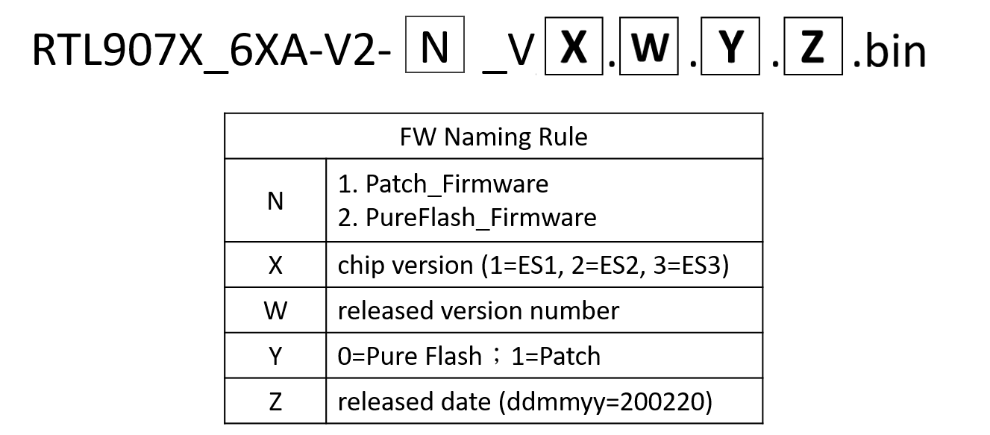 RTL907X_6XA-V2- N _V X . W . Y . Z .bin
FW Naming Rule
N
1. Patch_Firmware
2. PureFlash_Firmware
X chip version (1=ES1, 2=ES2, 3=ES3)
W released version number
Y 0=Pure Flash；1=Patch
Z released date (ddmmyy=200220)